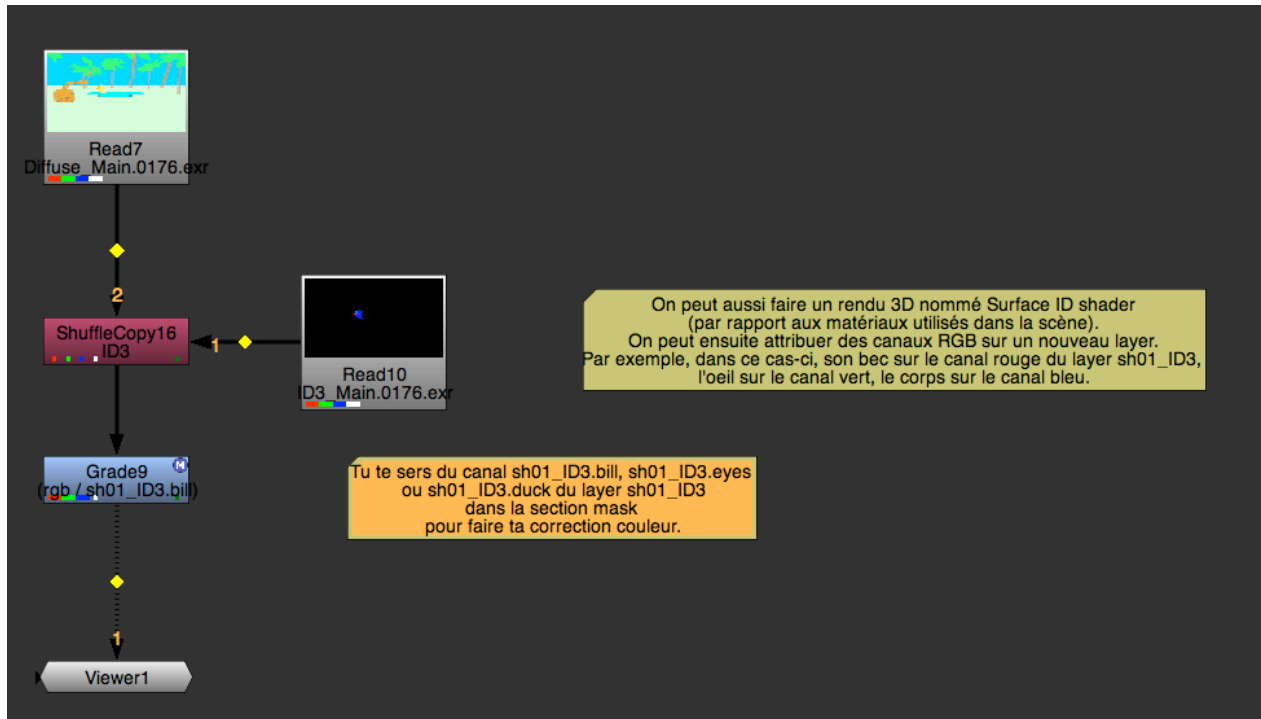 Read7
Diffuse_Main.0176.exr
2
ShuffleCopy16
ID3
1
Read10
ID3_Main.0176.exr
On peut aussi faire un rendu 3D nommé Surface ID shader
(par rapport aux matériaux utilisés dans la scène).
On peut ensuite attribuer des canaux RGB sur un nouveau layer.
Par exemple, dans ce cas-ci, son bec sur le canal rouge du layer sh01_ID3,
l'oeil sur le canal vert, le corps sur le canal bleu.
Grade9
M
(rgb / sh01_ID3.bill)
Tu te sers du canal sh01_ID3.bill, sh01_ID3.eyes
ou sh01_ID3.duck du layer sh01_ID3
dans la section mask
pour faire ta correction couleur.
1
Viewer1